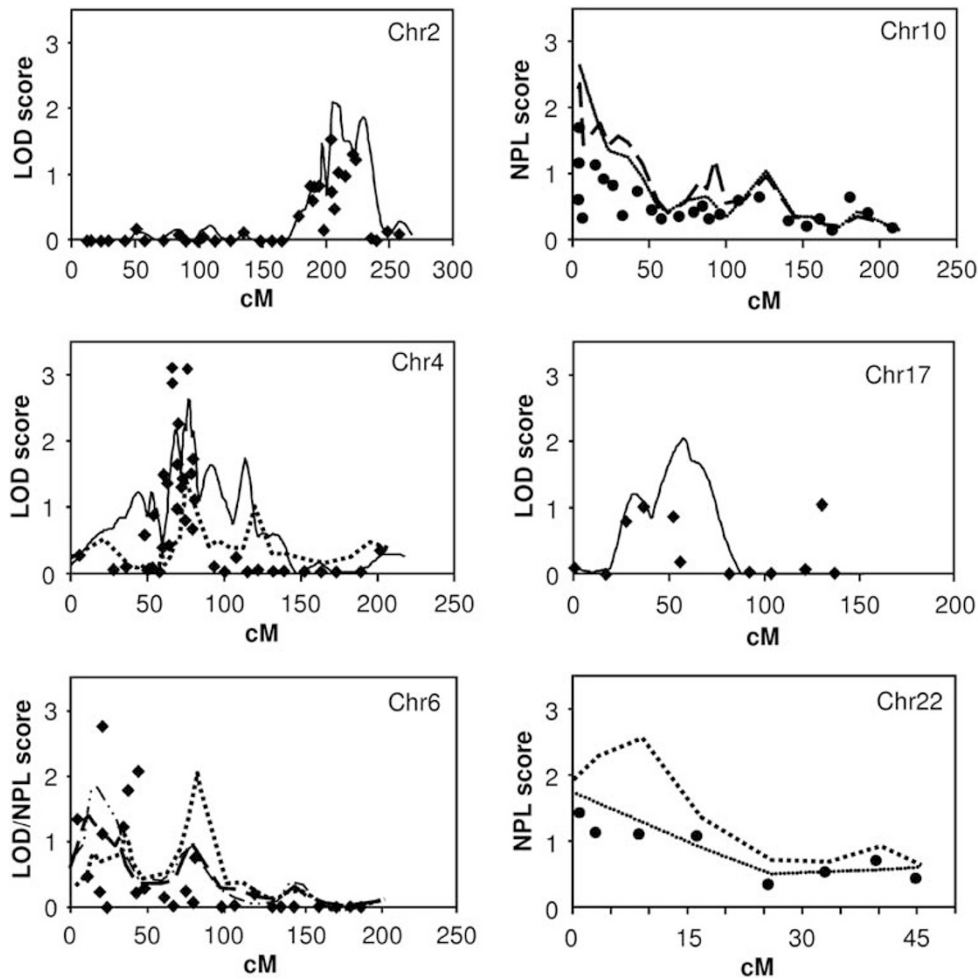 Chr2
LOD score
3
2
1
0
0 50 100 150 200 250 300
cM
Chr10
NPL score
3
2
1
0
0 50 100 150 200 250
cM
Chr4
LOD score
3
2
1
0
0 50 100 150 200 250
cM
Chr17
LOD score
3
2
1
0
0 50 100 150 200
cM
Chr6
LOD/NPL score
3
2
1
0
0 50 100 150 200 250
cM
Chr22
NPL score
3
2
1
0
0 15 30 45
cM